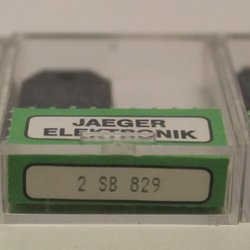 JAEGER
ELEKTRONIK
2 SB 829